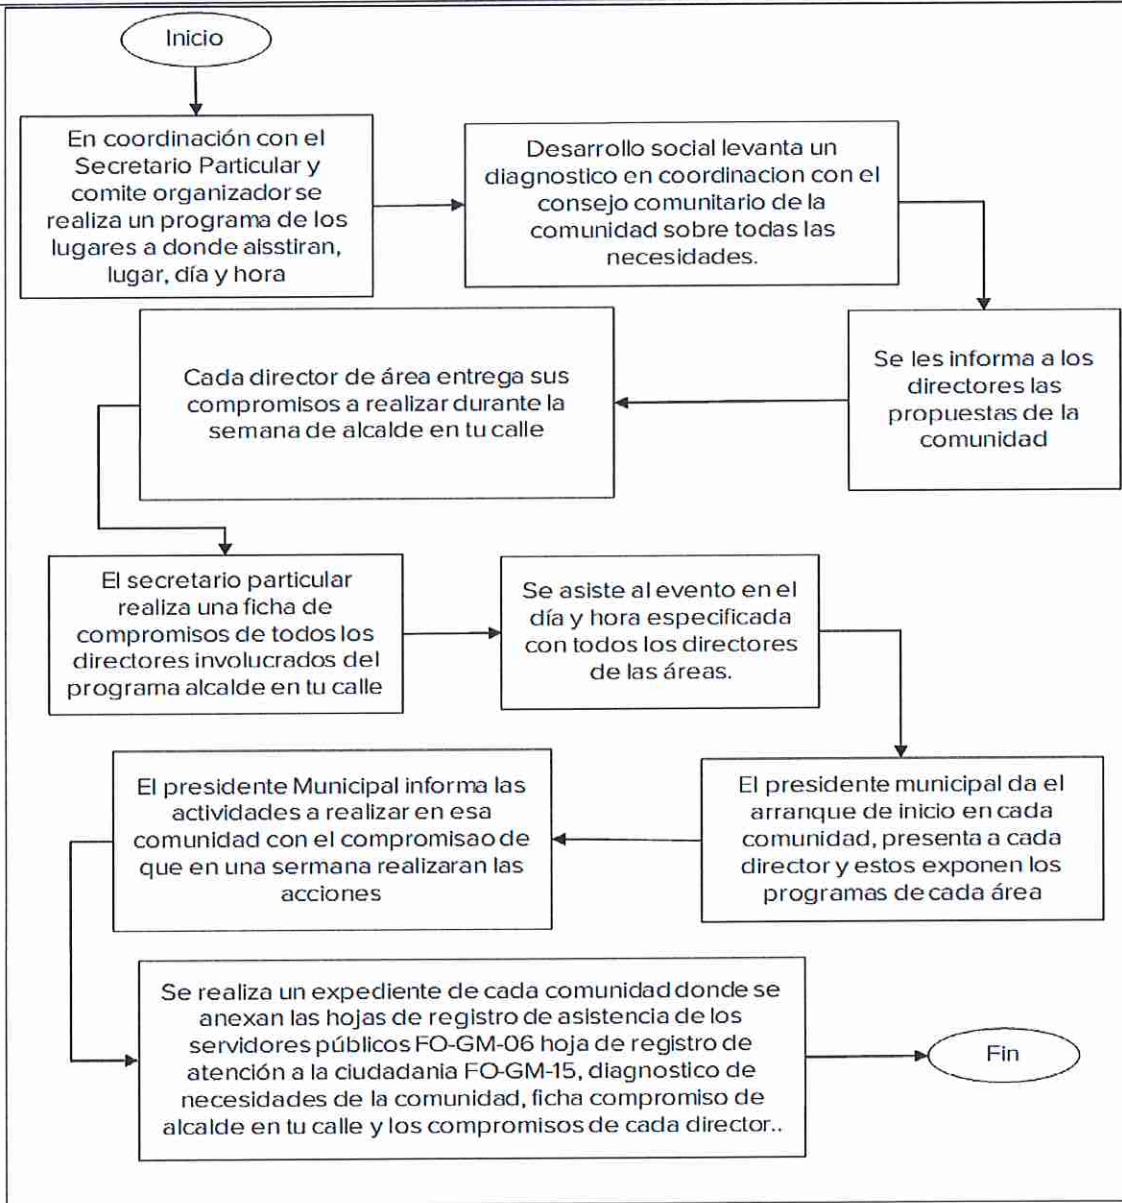 Inicio
En coordinación con el
Secretario Particular y
comite organizador se
realiza un programa de los
lugares a donde aisstiran,
lugar, día y hora
Desarrollo social levanta un
diagnostico en coordinacion con el
consejo comunitario de la
comunidad sobre todas las
necesidades.
Se les informa a los
directores las
propuestas de la
comunidad
Cada director de área entrega sus
compromisos a realizar durante la
semana de alcalde en tu calle
El secretario particular
realiza una ficha de
compromisos de todos los
directores involucrados del
programa alcalde en tu calle
Se asiste al evento en el
día y hora especificada
con todos los directores
de las áreas.
El presidente municipal da el
arranque de inicio en cada
comunidad, presenta a cada
director y estos exponen los
programas de cada área
El presidente Municipal informa las
actividades a realizar en esa
comunidad con el compromisao de
que en una sermana realizaran las
acciones
Se realiza un expediente de cada comunidad donde se
anexan las hojas de registro de asistencia de los
servidores públicos FO-GM-06 hoja de registro de
atención a la ciudadania FO-GM-15, diagnostico de
necesidades de la comunidad, ficha compromiso de
alcalde en tu calle y los compromisos de cada director..
Fin